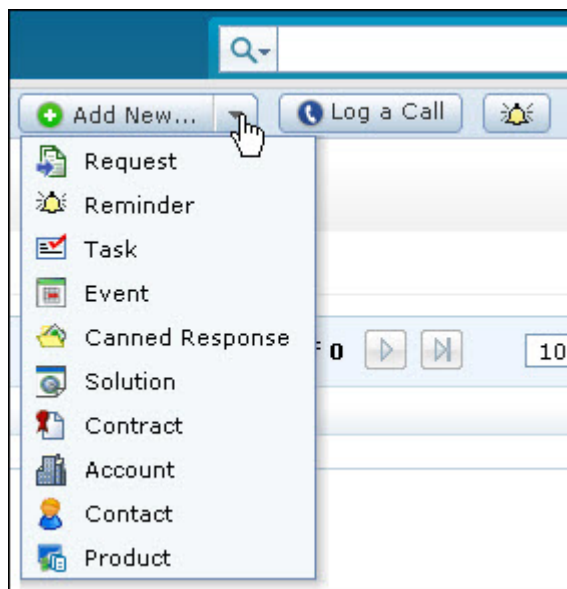 Add New... Log a Call
Request
Reminder
Task
Event
Canned Response
0
10
Solution
Contract
Account
Contact
Product